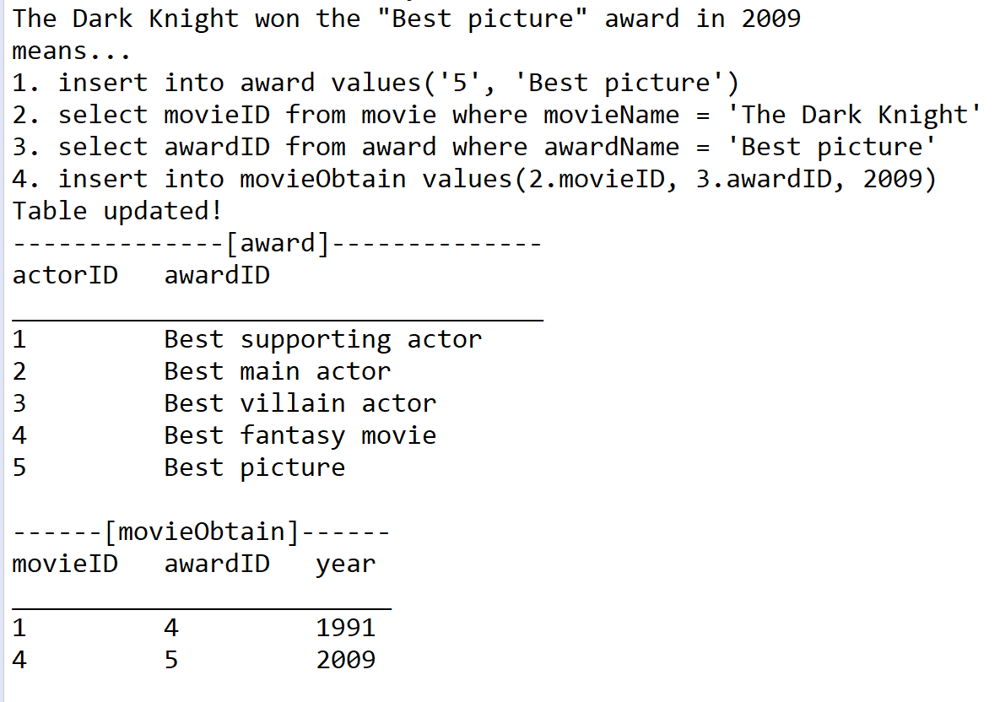 The Dark Knight won the "Best picture" award in 2009
means...
1. insert into award values('5', 'Best picture')
2. select movieID from movie where movieName = 'The Dark Knight'
3. select awardID from award where awardName = 'Best picture'
4. insert into movieObtain values(2.movieID, 3.awardID, 2009)
Table updated!
--------------[award]--------------
actorID   awardID
___________________________________
1         Best supporting actor
2         Best main actor
3         Best villain actor
4         Best fantasy movie
5         Best picture
------[movieObtain]------
movieID   awardID   year
_________________________
1         4         1991
4         5         2009